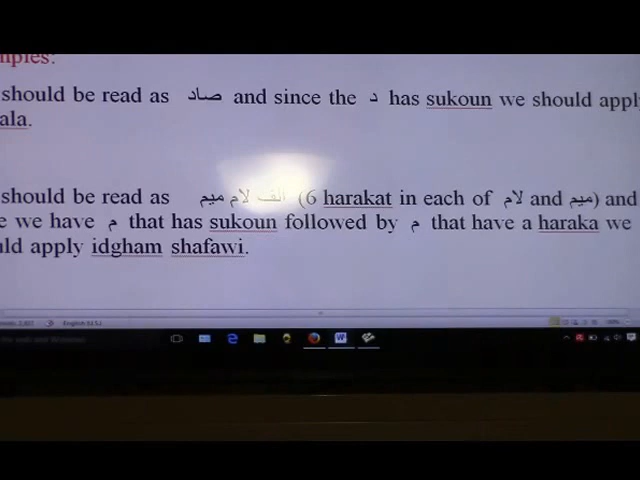 mples:
should be read as صاد and since the د has sukoun we should appl
ala.
should be read as الف لام ميم (6 harakat in each of لام and ميم) and
e we have م that has sukoun followed by م that have a haraka we
uld apply idgham shafawi.
English (U.S.)